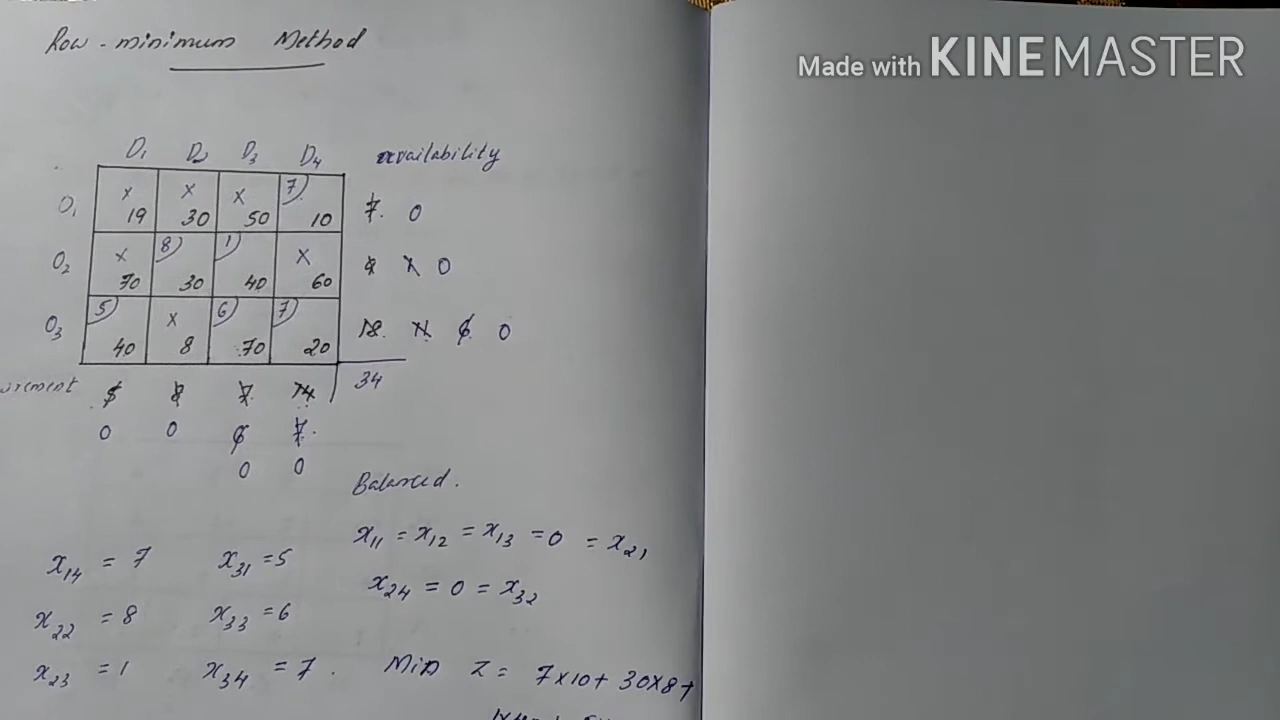 Row - minimum Method
Made with KINEMASTER
D1 D2 D3 D4 availability
O1 x 19 x 30 x 50 7 10 7. 0
O2 x 70 8 30 1 40 x 60 0
O3 5 40 x 8 6 70 7 20 18. 11 6 0
34
5 8 7 14
0 0 6 7.
0 0
Balanced.
x11 = x12 = x13 = 0 = x21
x14 = 7 x31 = 5
x24 = 0 = x32
x22 = 8 x33 = 6
x23 = 1 x34 = 7.
Min Z = 7x10 + 30x8 +